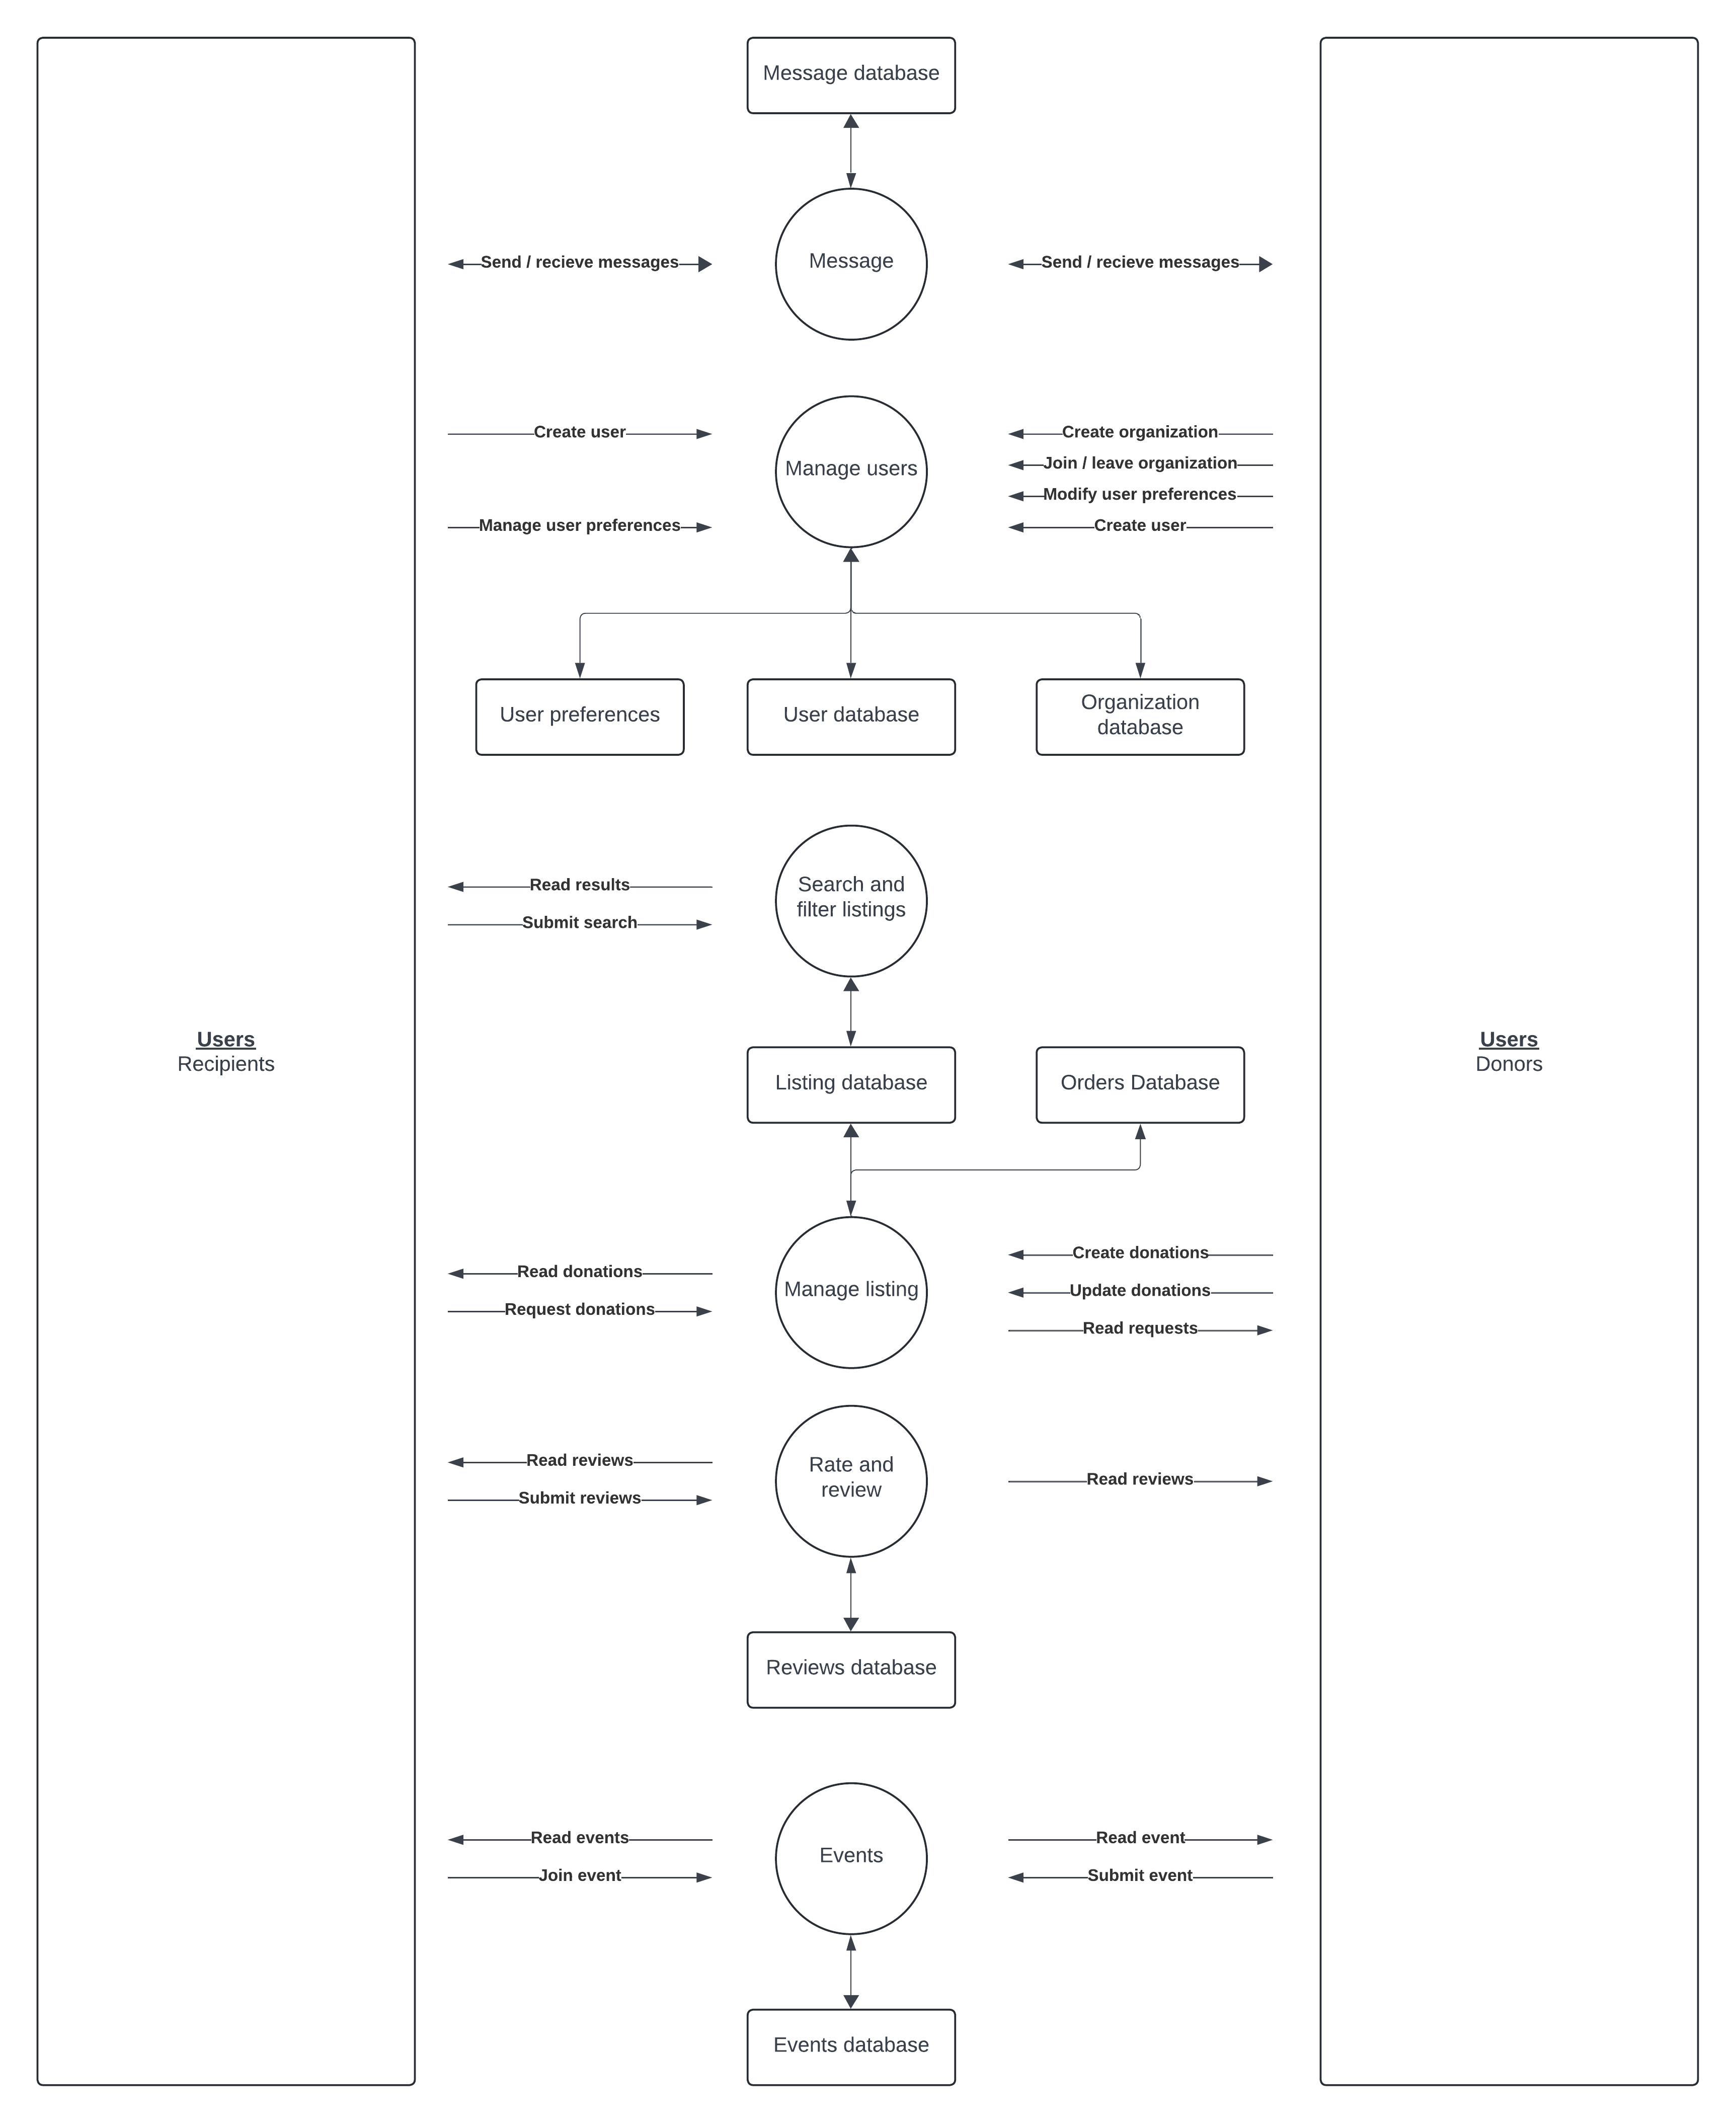 Message database
Send / recieve messages
Message
Send / recieve messages
Create user
Manage user preferences
Manage users
Create organization
Join / leave organization
Modify user preferences
Create user
User preferences
User database
Organization
database
Read results
Submit search
Search and
filter listings
Users
Recipients
Listing database
Orders Database
Users
Donors
Read donations
Request donations
Manage listing
Create donations
Update donations
Read requests
Read reviews
Submit reviews
Rate and
review
Read reviews
Reviews database
Read events
Join event
Events
Read event
Submit event
Events database